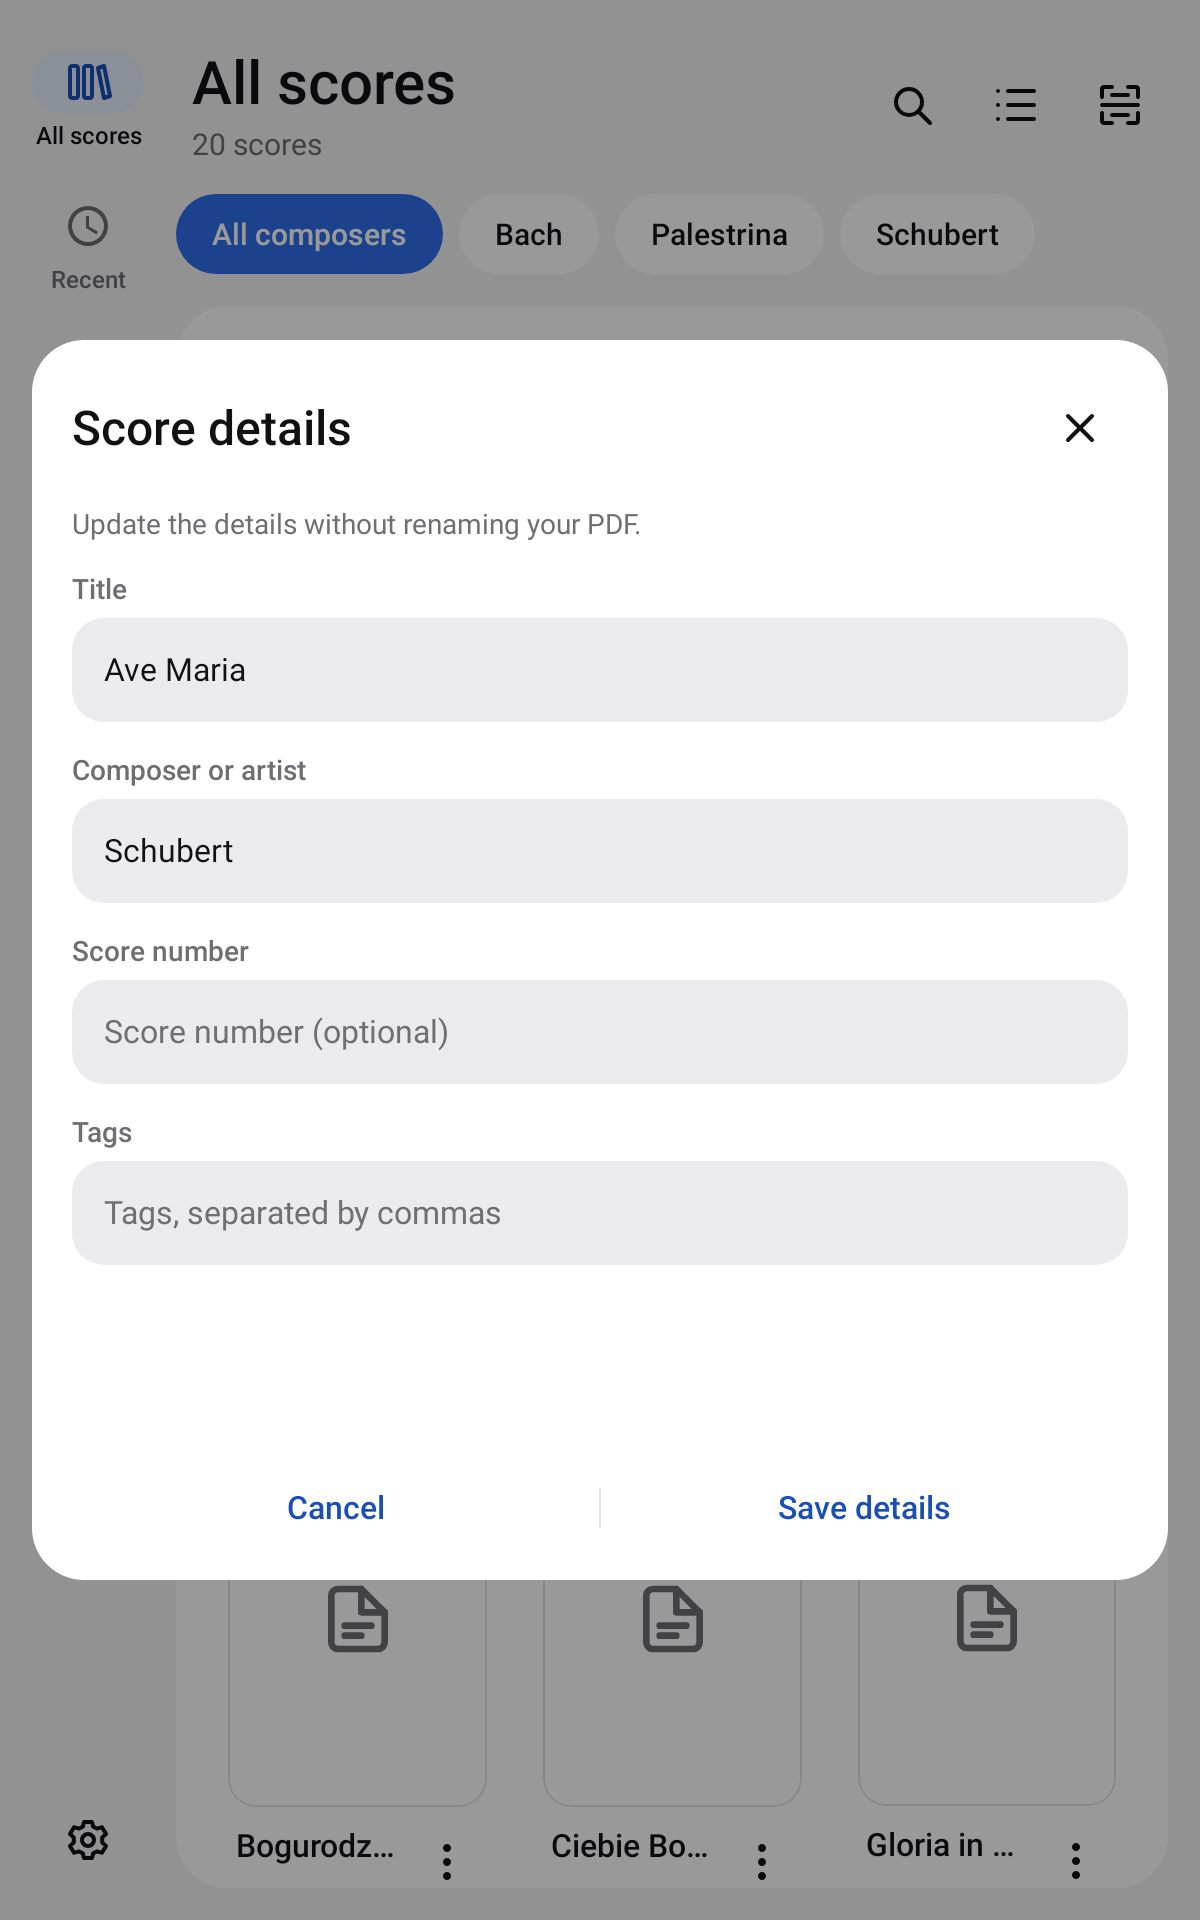 All scores
All scores
20 scores
Recent
All composers
Bach
Palestrina
Schubert
Score details
Update the details without renaming your PDF.
Title
Ave Maria
Composer or artist
Schubert
Score number
Score number (optional)
Tags
Tags, separated by commas
Cancel
Save details
Bogurodz...
Ciebie Bo...
Gloria in ...